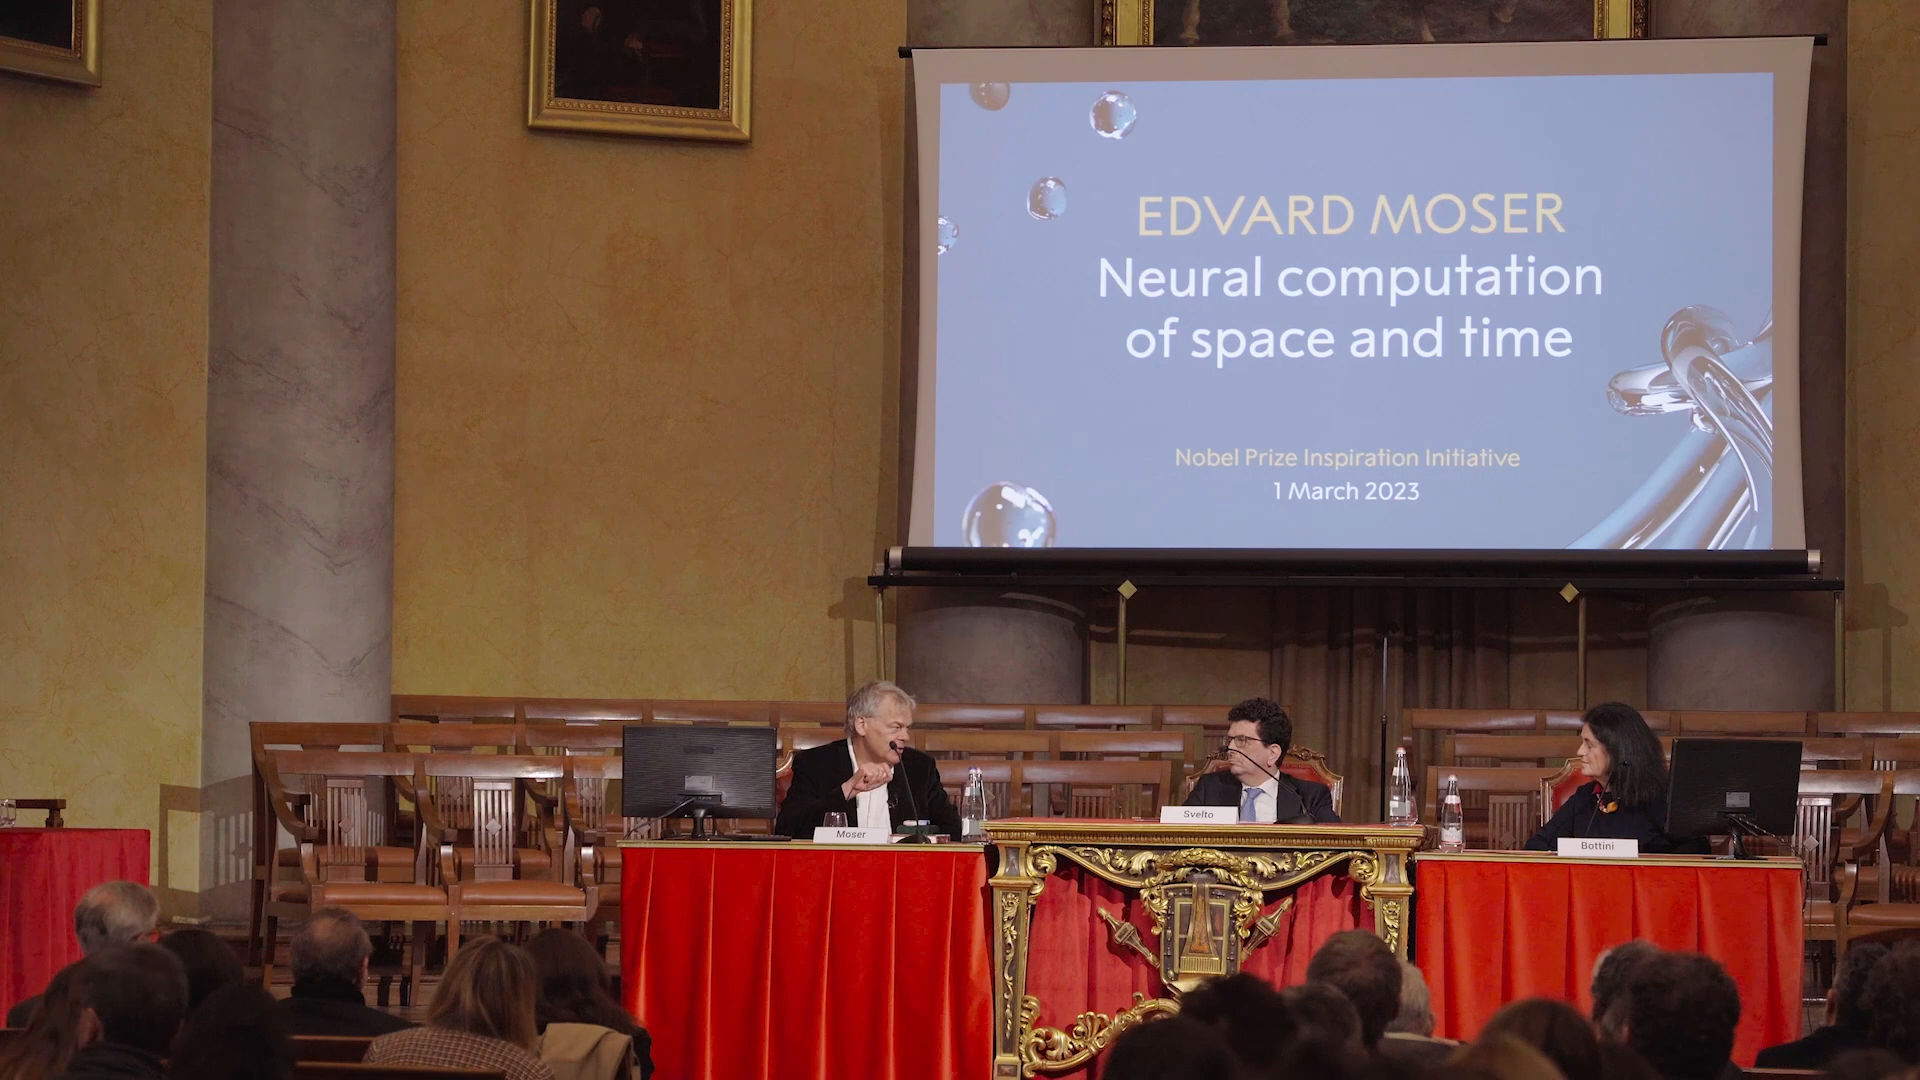 EDVARD MOSER
Neural computation
of space and time
Nobel Prize Inspiration Initiative
1 March 2023
Moser
Svelto
Bottini